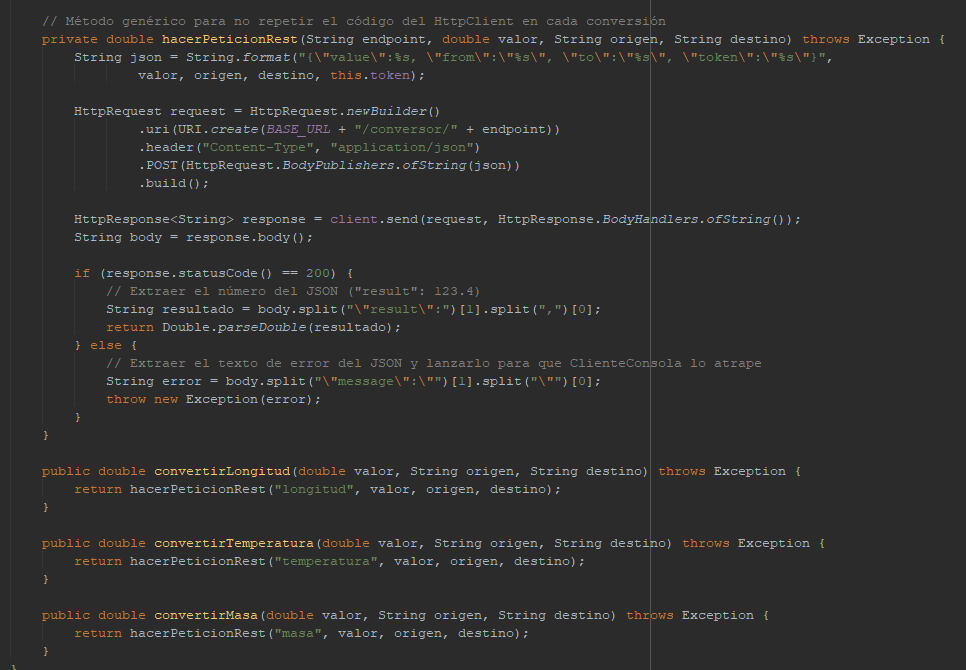 // Método genérico para no repetir el código del HttpClient en cada conversión
private double hacerPeticionRest(String endpoint, double valor, String origen, String destino) throws Exception {
String json = String.format("{\"value\":%s, \"from\":\"%s\", \"to\":\"%s\", \"token\":\"%s\"}",
valor, origen, destino, this.token);
HttpRequest request = HttpRequest.newBuilder()
.uri(URI.create(BASE_URL + "/conversor/" + endpoint))
.header("Content-Type", "application/json")
.POST(HttpRequest.BodyPublishers.ofString(json))
.build();
HttpResponse<String> response = client.send(request, HttpResponse.BodyHandlers.ofString());
String body = response.body();
if (response.statusCode() == 200) {
// Extraer el número del JSON ("result": 123.4)
String resultado = body.split("\"result\":")[1].split(",")[0];
return Double.parseDouble(resultado);
} else {
// Extraer el texto de error del JSON y lanzarlo para que ClienteConsola lo atrape
String error = body.split("\"message\":\"")[1].split("\"")[0];
throw new Exception(error);
}
}
public double convertirLongitud(double valor, String origen, String destino) throws Exception {
return hacerPeticionRest("longitud", valor, origen, destino);
}
public double convertirTemperatura(double valor, String origen, String destino) throws Exception {
return hacerPeticionRest("temperatura", valor, origen, destino);
}
public double convertirMasa(double valor, String origen, String destino) throws Exception {
return hacerPeticionRest("masa", valor, origen, destino);
}
}